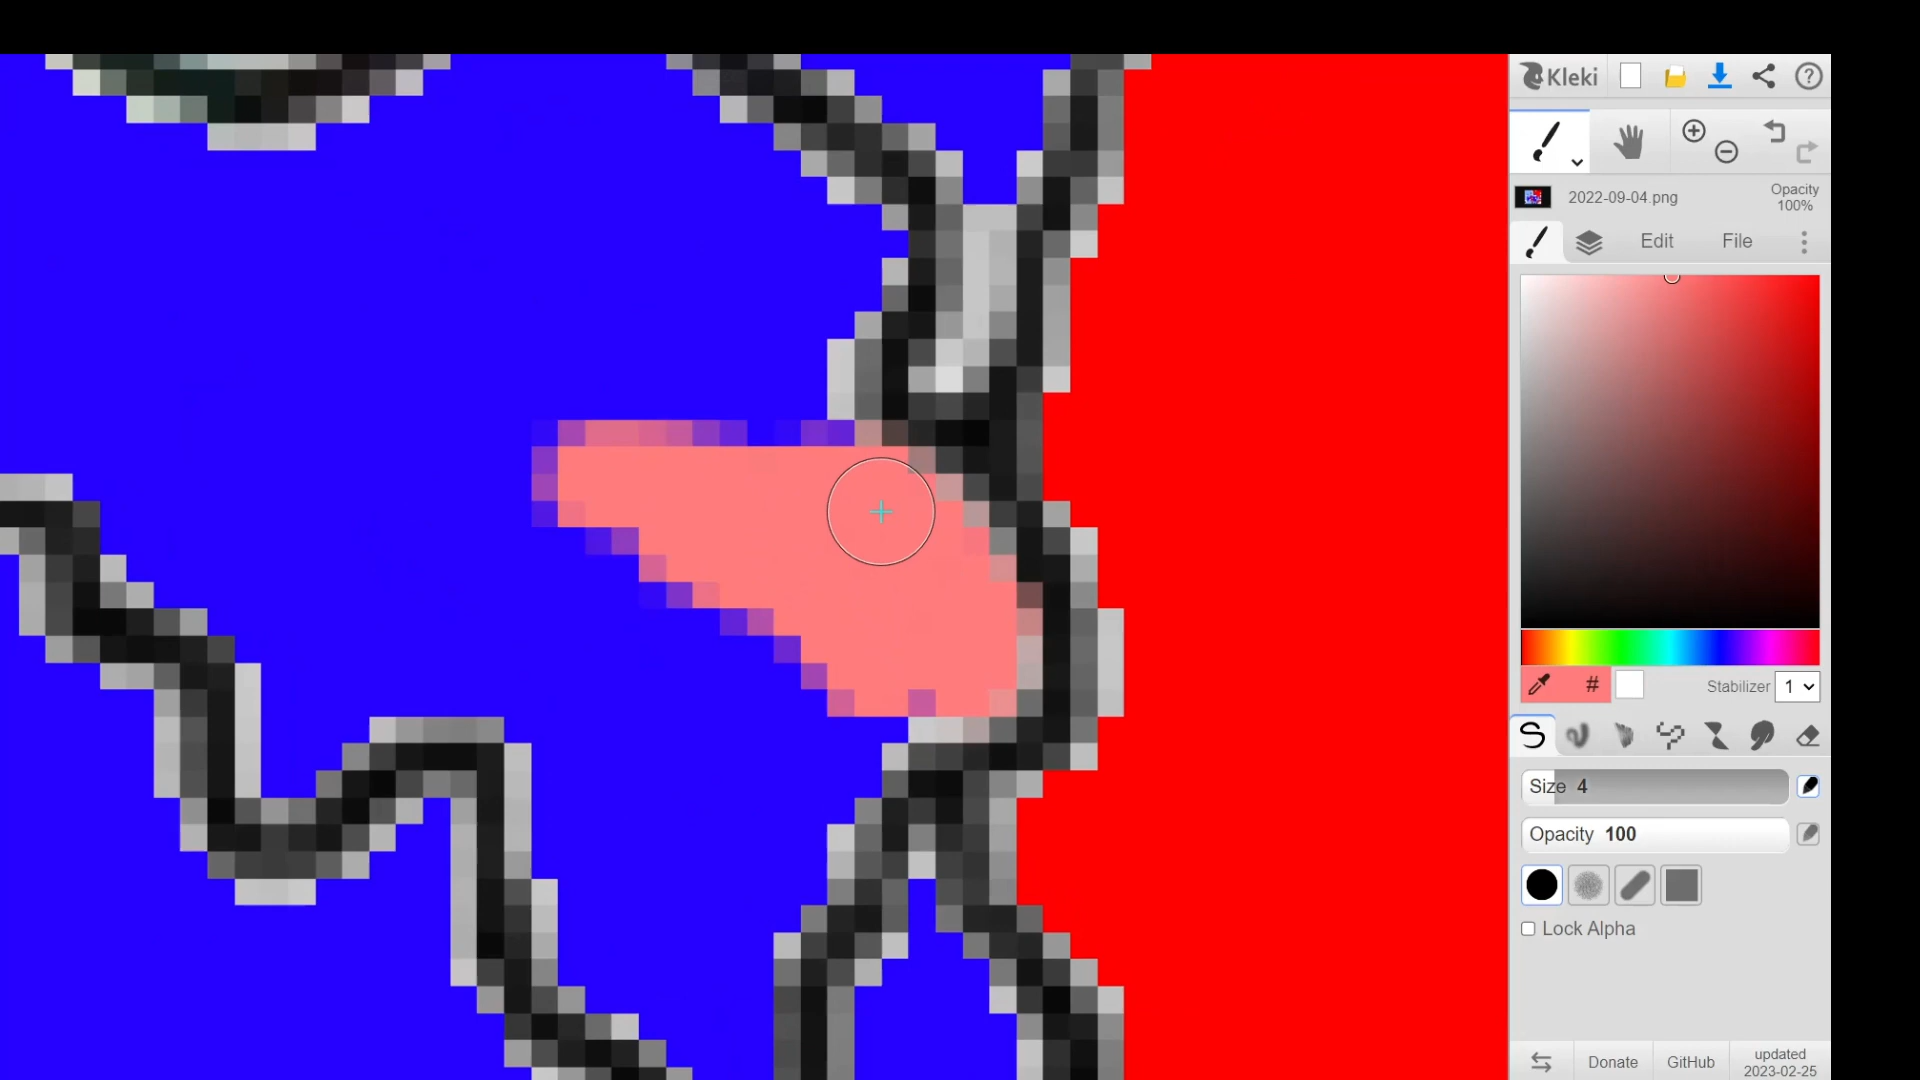 Kleki
2022-09-04.png
Opacity
100%
Edit
File
#
Stabilizer 1
Size 4
Opacity 100
Lock Alpha
Donate
GitHub
updated
2023-02-25